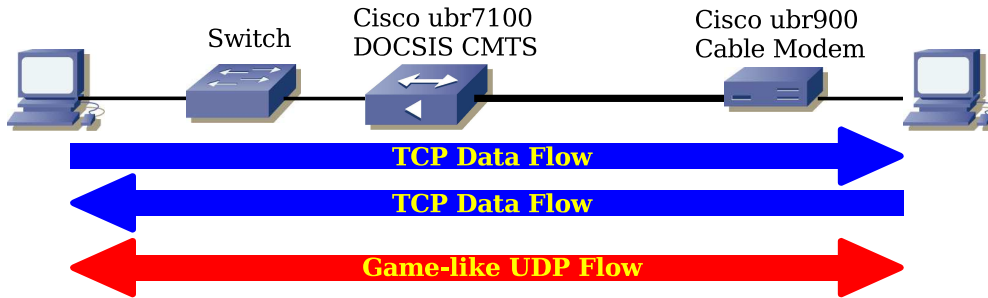 Switch
Cisco ubr7100
DOCSIS CMTS
Cisco ubr900
Cable Modem
TCP Data Flow
TCP Data Flow
Game-like UDP Flow